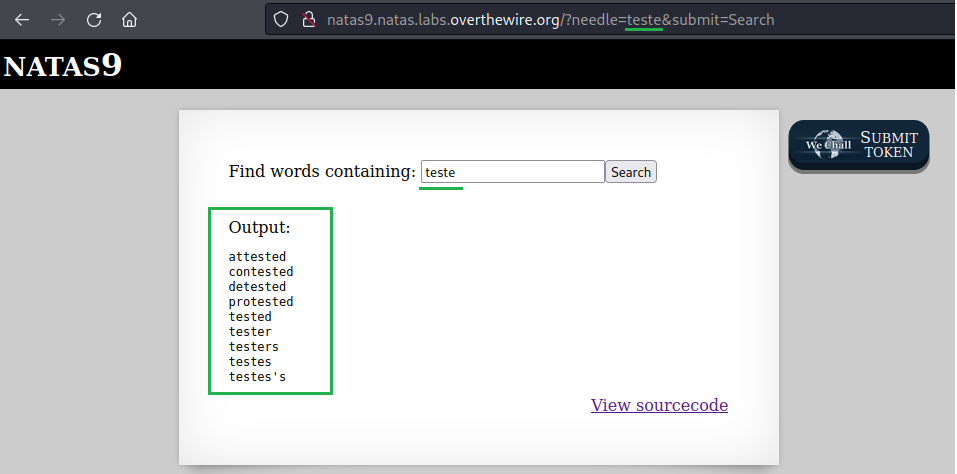 natas9.natas.labs.overthewire.org/?needle=teste&submit=Search
NATAS9
We Chall SUBMIT TOKEN
Find words containing: teste Search
Output:
attested
contested
detested
protested
tested
tester
testers
testes
testes's
View sourcecode